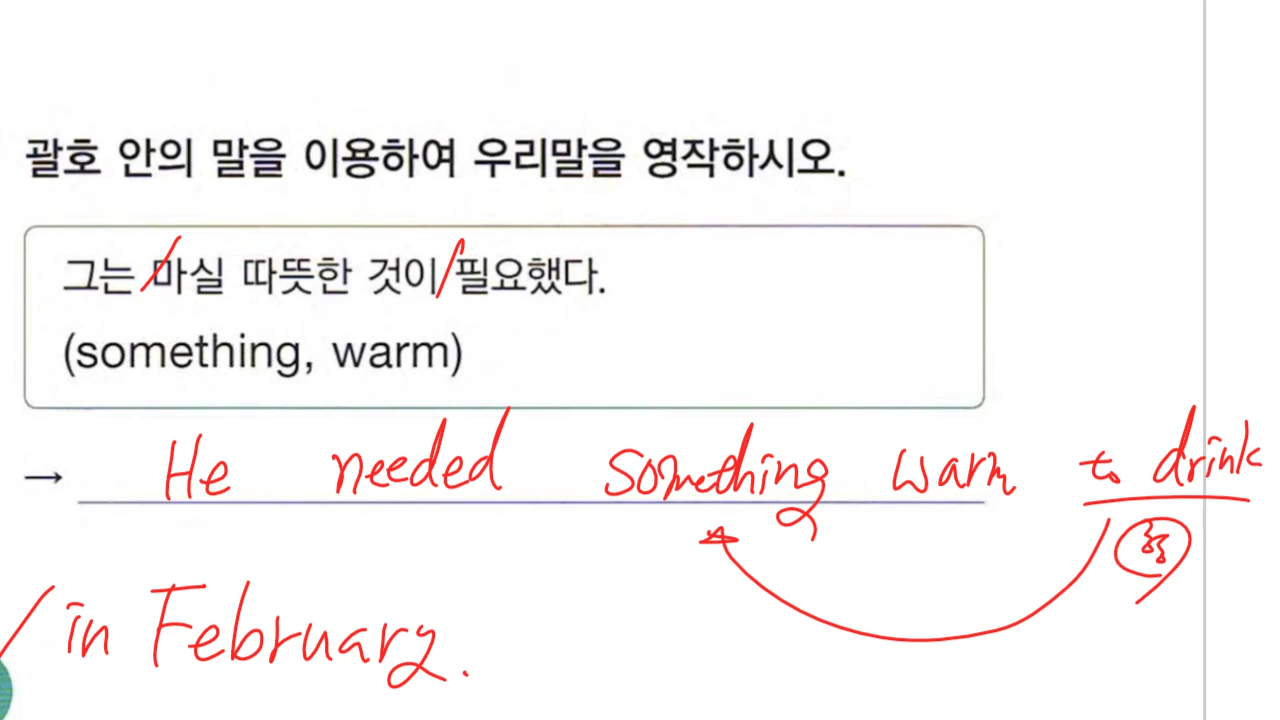 괄호 안의 말을 이용하여 우리말을 영작하시오.
그는 마실 따뜻한 것이 필요했다.
(something, warm)
→ He needed something warm to drink
in February.